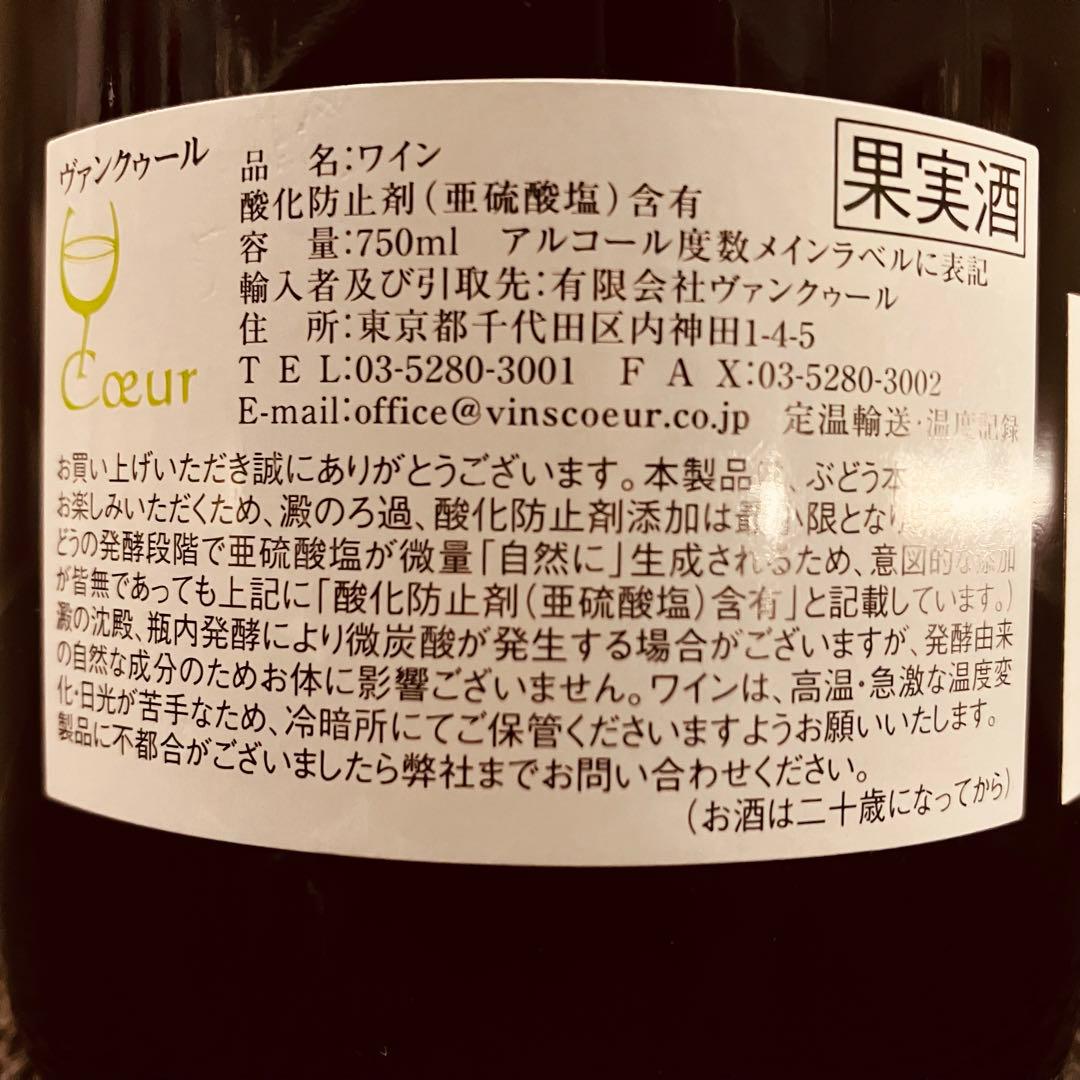 ヴァンクゥール
Cœur
果実酒
品 名:ワイン
酸化防止剤(亜硫酸塩)含有
容 量:750ml アルコール度数メインラベルに表記
輸入者及び引取先:有限会社ヴァンクゥール
住 所:東京都千代田区内神田1-4-5
TEL:03-5280-3001 FAX:03-5280-3002
E-mail:office@vinscoeur.co.jp 定温輸送・温度記録
お買い上げいただき誠にありがとうございます。本製品 、ぶどう本
お楽しみいただくため、澱のろ過、酸化防止剤添加は最小限となり
どうの発酵段階で亜硫酸塩が微量「自然に」生成されるため、意図的な添加
が皆無であっても上記に「酸化防止剤(亜硫酸塩)含有」と記載しています。)
澱の沈殿、瓶内発酵により微炭酸が発生する場合がございますが、発酵由来
の自然な成分のためお体に影響ございません。ワインは、高温・急激な温度変
化・日光が苦手なため、冷暗所にてご保管くださいますようお願いいたします。
製品に不都合がございましたら弊社までお問い合わせください。
(お酒は二十歳になってから)